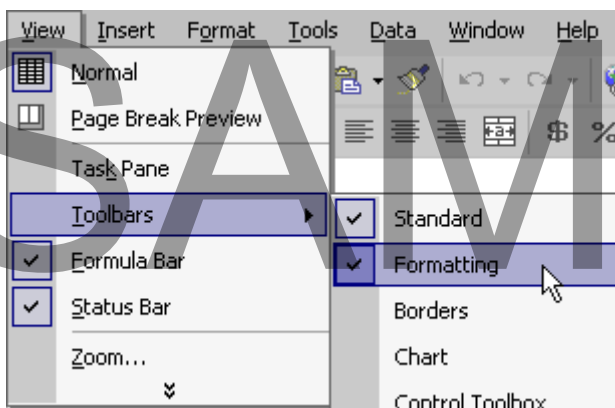 View Insert Format Tools Data Window Help
Normal
Page Break Preview
Task Pane
Toolbars
Formula Bar
Status Bar
Zoom...
$ %
Standard
Formatting
Borders
Chart
Control Toolbox
SAM